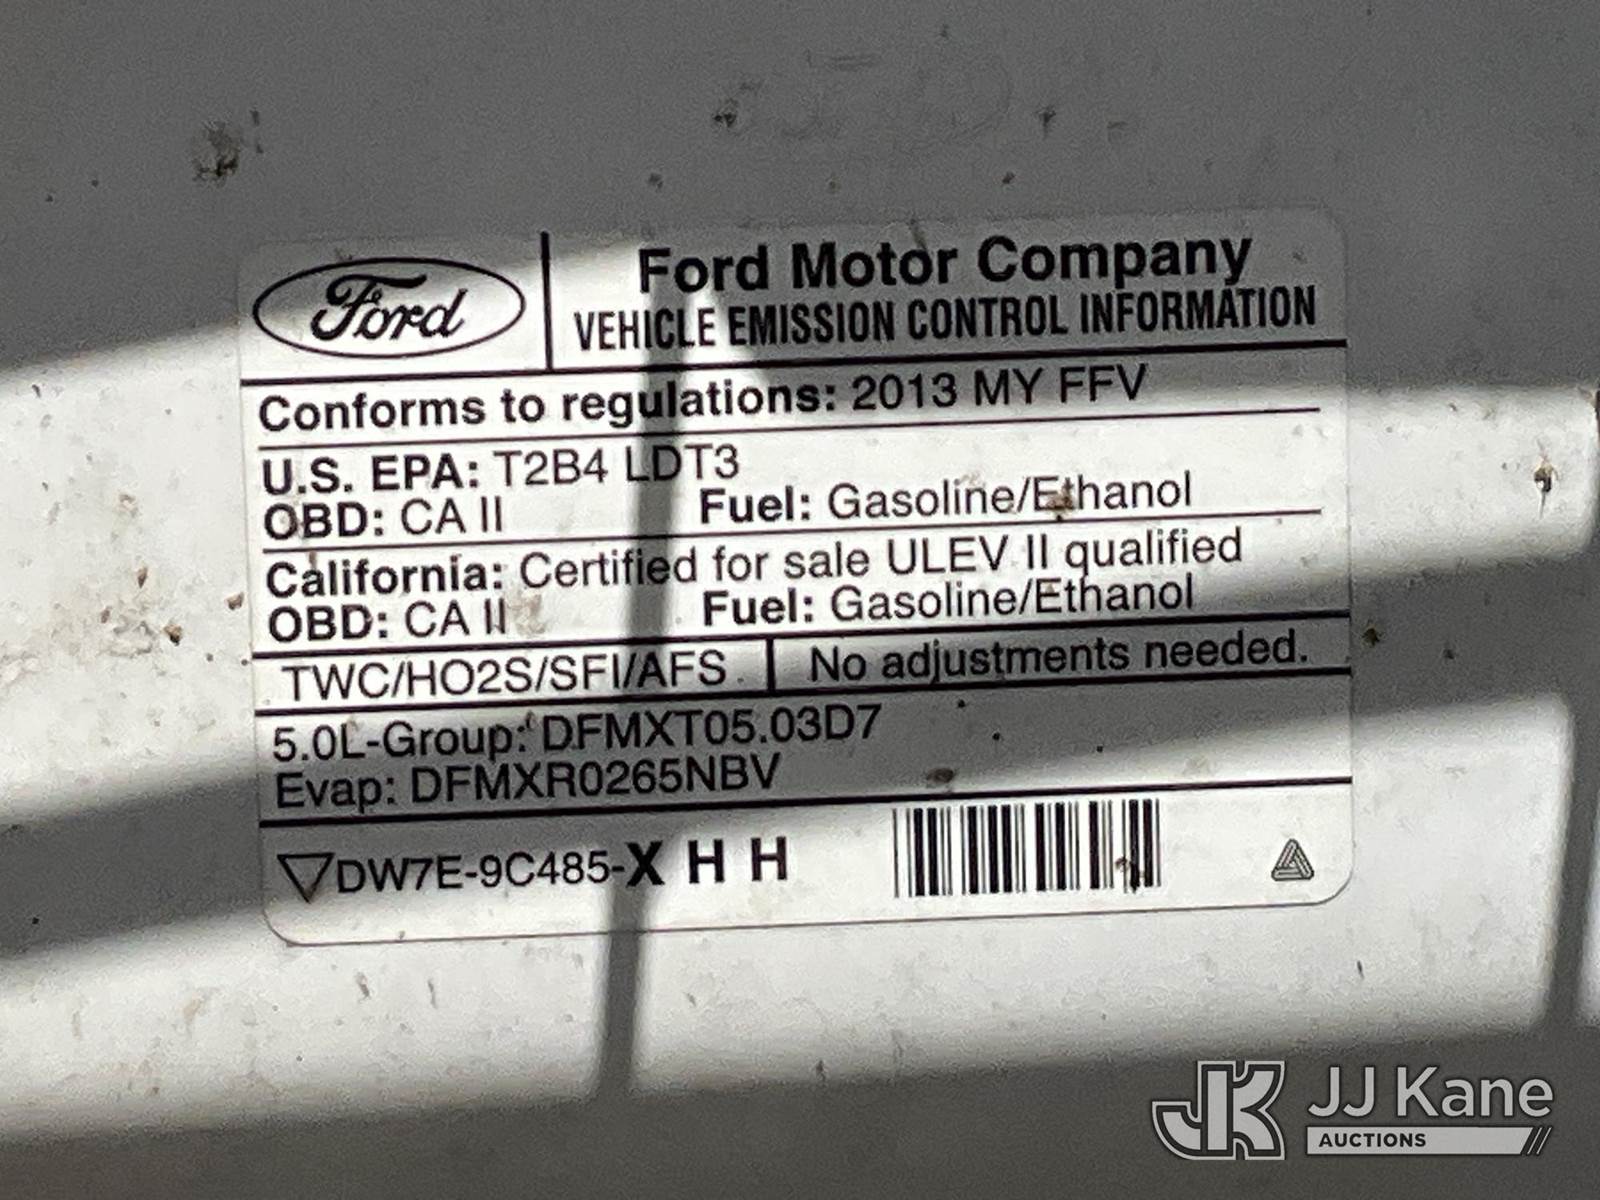 Ford
Ford Motor Company
VEHICLE EMISSION CONTROL INFORMATION
Conforms to regulations: 2013 MY FFV
U.S. EPA: T2B4 LDT3
OBD: CA II Fuel: Gasoline/Ethanol
California: Certified for sale ULEV II qualified
OBD: CA II Fuel: Gasoline/Ethanol
TWC/HO2S/SFI/AFS. No adjustments needed.
5.0L-Group: DFMXT05.03D7
Evap: DFMXR0265NBV
DW7E-9C485-X H H
JK JJ Kane
AUCTIONS